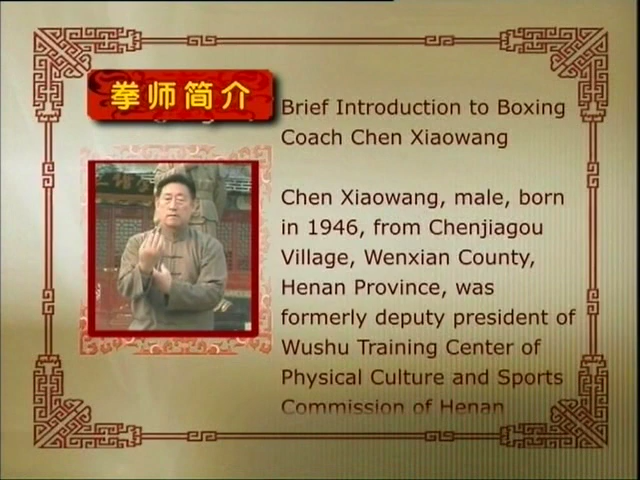 拳师简介
Brief Introduction to Boxing
Coach Chen Xiaowang
Chen Xiaowang, male, born
in 1946, from Chenjiagou
Village, Wenxian County,
Henan Province, was
formerly deputy president of
Wushu Training Center of
Physical Culture and Sports
Commission of Henan